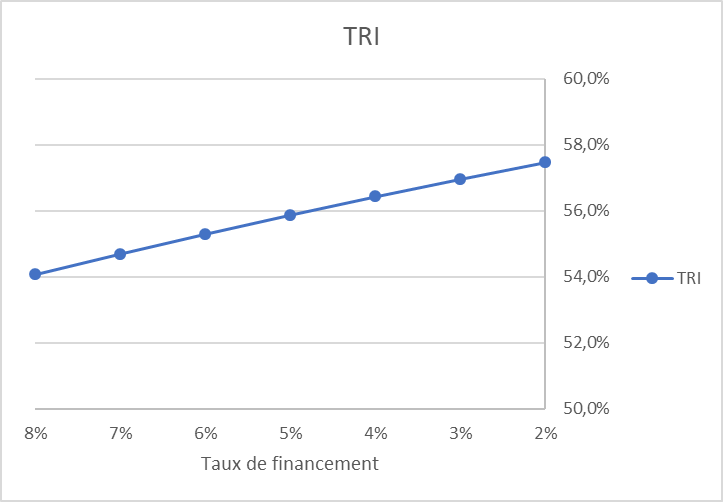 TRI
60,0%
58,0%
56,0%
54,0%
52,0%
50,0%
TRI
8% 7% 6% 5% 4% 3% 2%
Taux de financement